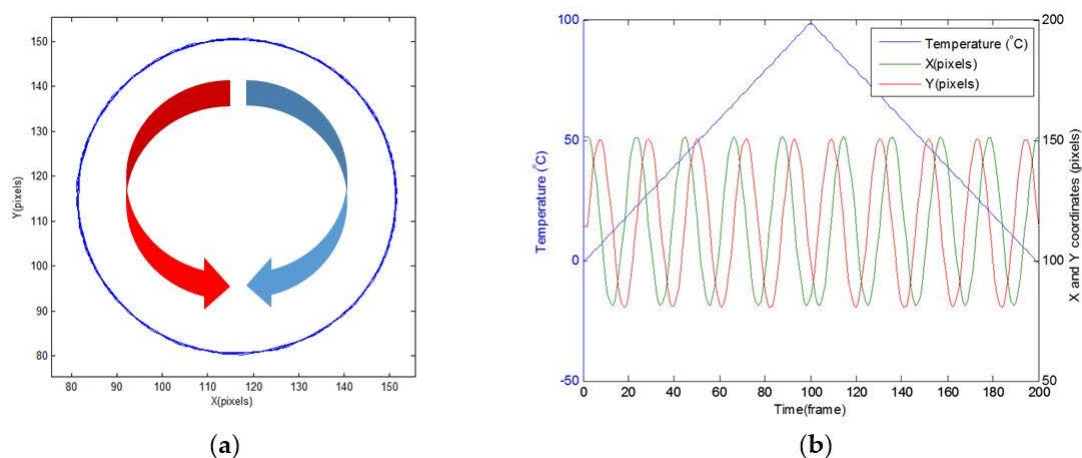 150
140
130
120
110
100
90
80
Y(pixels)
80 90 100 110 120 130 140 150
X(pixels)
(a)
100
50
0
-50
Temperature (°C)
200
150
100
50
X and Y coordinates (pixels)
Temperature (°C)
X(pixels)
Y(pixels)
0 20 40 60 80 100 120 140 160 180 200
Time(frame)
(b)